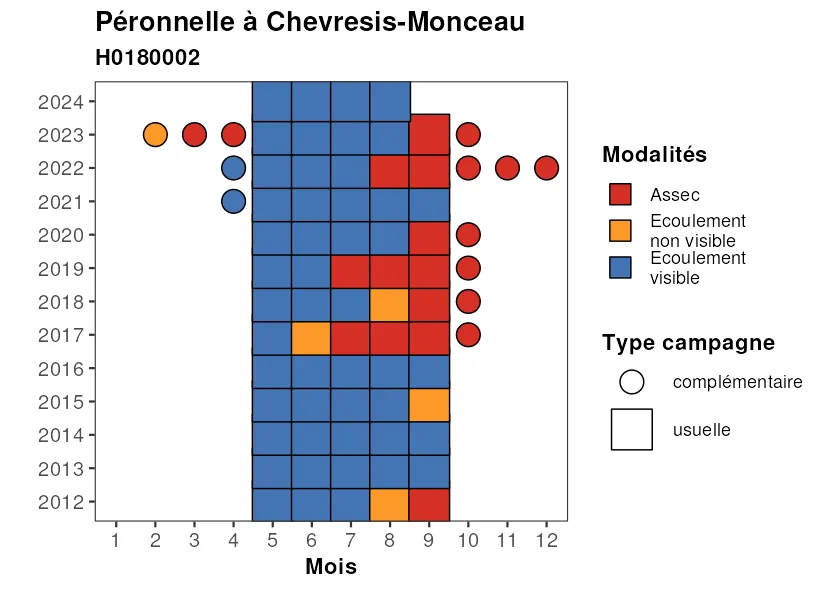 Péronnelle à Chevresis-Monceau
H0180002
2024
2023
2022
2021
2020
2019
2018
2017
2016
2015
2014
2013
2012
1 2 3 4 5 6 7 8 9 10 11 12
Mois
Modalités
Assec
Ecoulement
non visible
Ecoulement
visible
Type campagne
complémentaire
usuelle